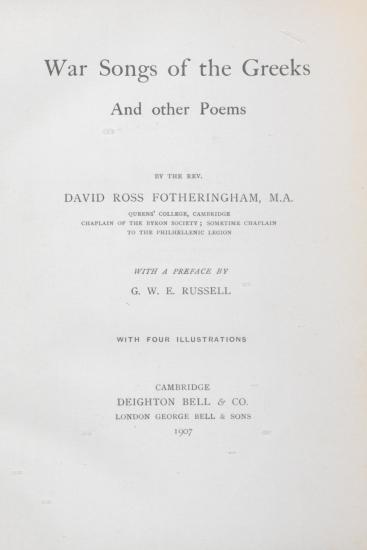 War Songs of the Greeks
And other Poems
BY THE REV.
DAVID ROSS FOTHERINGHAM, M.A.
QUEENS' COLLEGE, CAMBRIDGE
CHAPLAIN OF THE BYRON SOCIETY; SOMETIME CHAPLAIN
TO THE PHILHELLENIC LEGION
WITH A PREFACE BY
G. W. E. RUSSELL
WITH FOUR ILLUSTRATIONS
CAMBRIDGE
DEIGHTON BELL & CO.
LONDON GEORGE BELL & SONS
1907